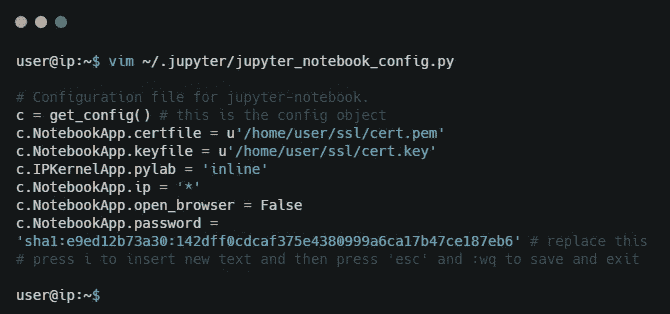 user@ip:~$ vim ~/.jupyter/jupyter_notebook_config.py
# Configuration file for jupyter-notebook.
c = get_config() # this is the config object
c.NotebookApp.certfile = u'/home/user/ssl/cert.pem'
c.NotebookApp.keyfile = u'/home/user/ssl/cert.key'
c.IPKernelApp.pylab = 'inline'
c.NotebookApp.ip = '*'
c.NotebookApp.open_browser = False
c.NotebookApp.password =
'sha1:e9ed12b73a30:142dff0cdcaf375e4380999a6ca17b47ce187eb6' # replace this
# press i to insert new text and then press 'esc' and :wq to save and exit
user@ip:~$